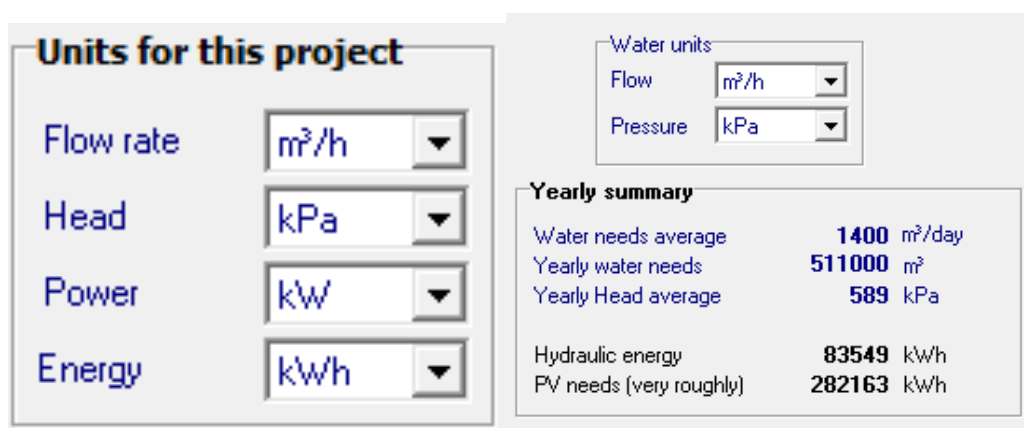 Units for this project
Flow rate m³/h
Head kPa
Power kW
Energy kWh
Water units
Flow m³/h
Pressure kPa
Yearly summary
Water needs average 1400 m³/day
Yearly water needs 511000 m³
Yearly Head average 589 kPa
Hydraulic energy 83549 kWh
PV needs (very roughly) 282163 kWh